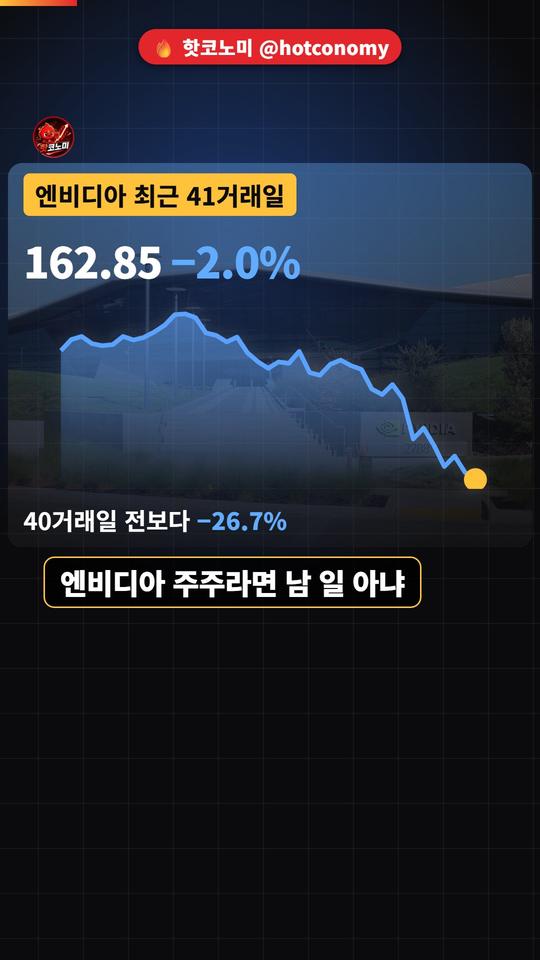 🔥 핫코노미 @hotconomy
핫코노미
엔비디아 최근 41거래일
162.85 −2.0%
NVIDIA
40거래일 전보다 −26.7%
엔비디아 주주라면 남 일 아냐